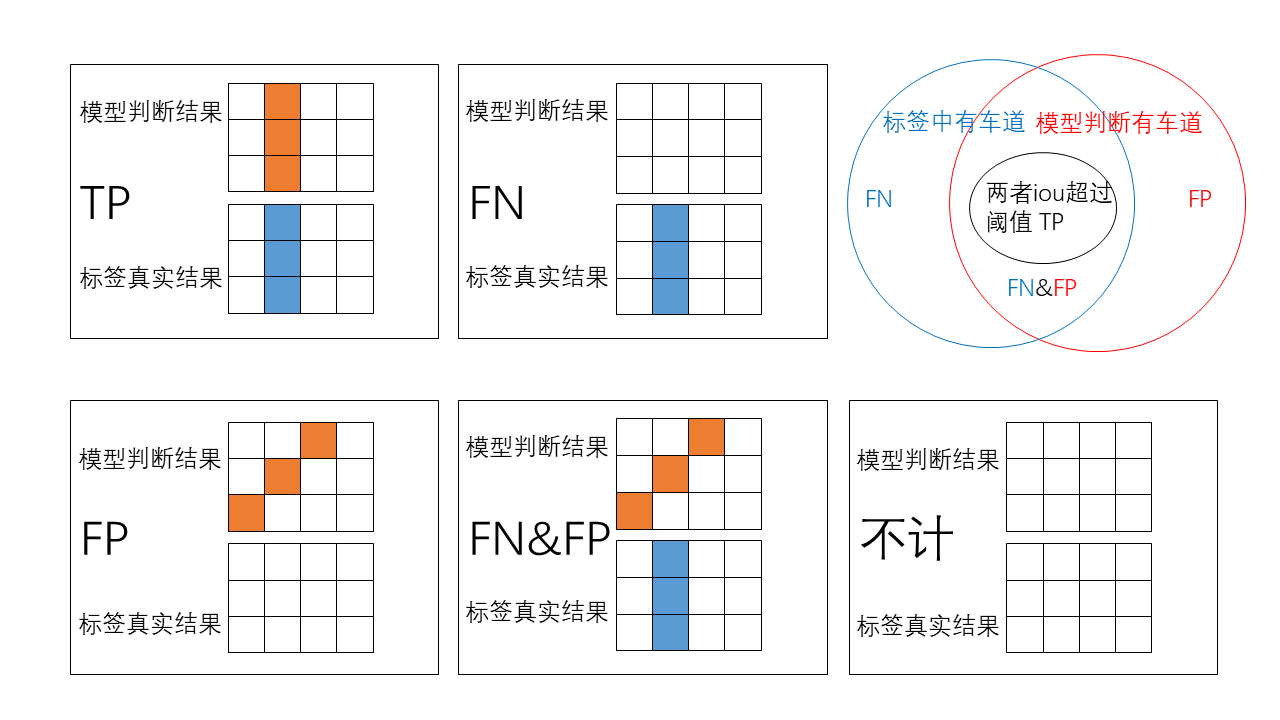 模型判断结果
TP
标签真实结果
模型判断结果
FN
标签真实结果
标签中有车道
模型判断有车道
FN
两者iou超过
阈值 TP
FP
FN&FP
模型判断结果
FP
标签真实结果
模型判断结果
FN&FP
标签真实结果
模型判断结果
不计
标签真实结果